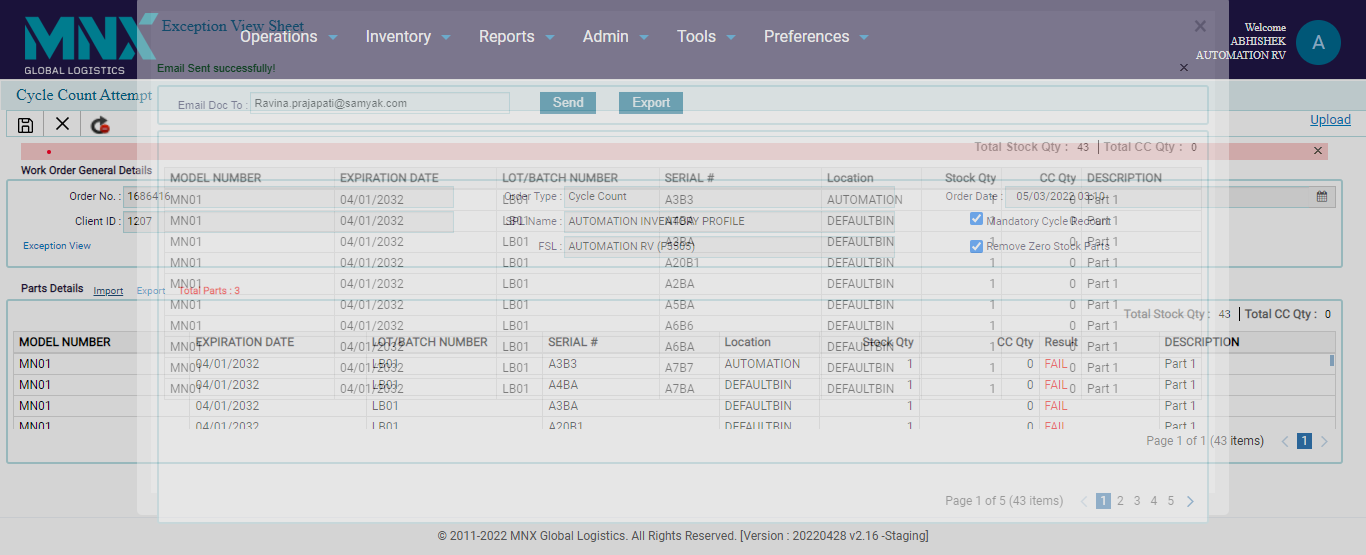 MNX
GLOBAL LOGISTICS
Exception View Sheet
Operations Inventory Reports Admin Tools Preferences
Welcome
ABHISHEK
AUTOMATION RV
A
Email Sent successfully!
Cycle Count Attempt
Email Doc To : Ravina.prajapati@samyak.com Send Export
Upload
Total Stock Qty : 43 Total CC Qty : 0
Work Order General Details
MODEL NUMBER EXPIRATION DATE LOT/BATCH NUMBER SERIAL # Location Stock Qty CC Qty DESCRIPTION
Order No. : 1686416 Order Type : Cycle Count Order Date : 05/03/2022 03:10
MN01 04/01/2032 LB01 A3B3 AUTOMATION 1 0 Part 1
Client ID : 1207 SPL Name : AUTOMATION INVENTORY PROFILE Mandatory Cycle Recount
MN01 04/01/2032 LB01 A4BA DEFAULTBIN 1 0 Part 1
Exception View FSL : AUTOMATION RV (P5565) Remove Zero Stock Parts
MN01 04/01/2032 LB01 A3BA DEFAULTBIN 1 0 Part 1
MN01 04/01/2032 LB01 A20B1 DEFAULTBIN 1 0 Part 1
MN01 04/01/2032 LB01 A2BA DEFAULTBIN 1 0 Part 1
Parts Details Import Export Total Parts : 3
MN01 04/01/2032 LB01 A5BA DEFAULTBIN 1 0 Part 1
Total Stock Qty : 43 Total CC Qty : 0
MN01 04/01/2032 LB01 A6B6 DEFAULTBIN 1 0 Part 1
MODEL NUMBER EXPIRATION DATE LOT/BATCH NUMBER SERIAL # Location Stock Qty CC Qty Result DESCRIPTION
MN01 04/01/2032 LB01 A6BA DEFAULTBIN 1 0 Part 1
MN01 04/01/2032 LB01 A3B3 AUTOMATION 1 0 FAIL Part 1
MN01 04/01/2032 LB01 A7B7 DEFAULTBIN 1 0 Part 1
MN01 04/01/2032 LB01 A4BA DEFAULTBIN 1 0 FAIL Part 1
MN01 04/01/2032 LB01 A7BA DEFAULTBIN 1 0 Part 1
MN01 04/01/2032 LB01 A3BA DEFAULTBIN 1 0 FAIL Part 1
MN01 04/01/2032 LB01 A20B1 DEFAULTBIN 1 0 FAIL Part 1
Page 1 of 1 (43 items) 1
Page 1 of 5 (43 items) 1 2 3 4 5
© 2011-2022 MNX Global Logistics. All Rights Reserved. [Version : 20220428 v2.16 -Staging]